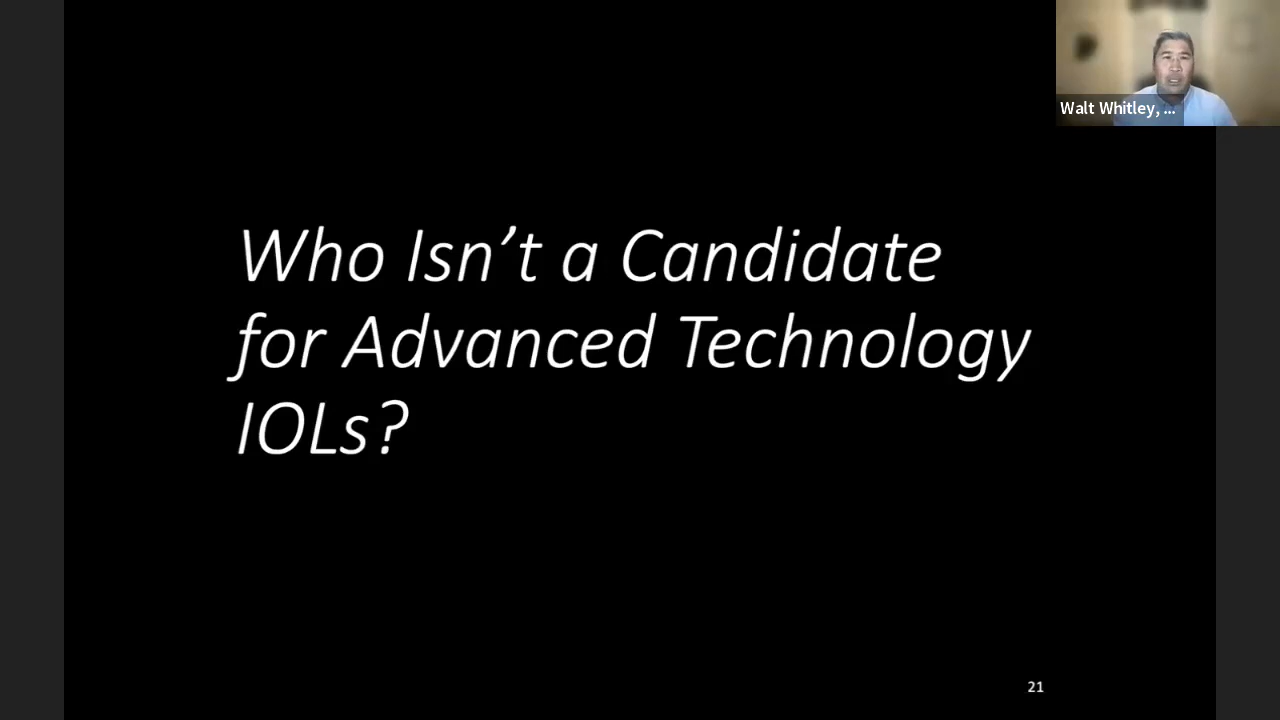 Walt Whitley, ...
Who Isn’t a Candidate
for Advanced Technology
IOLs?
21